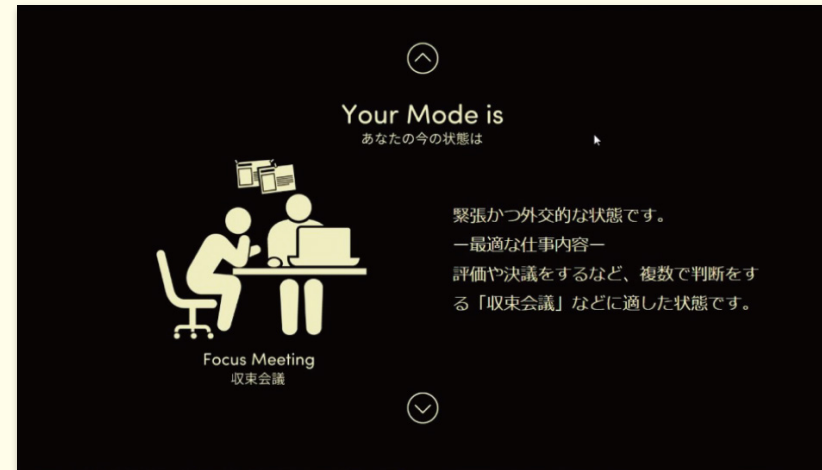 Your Mode is
あなたの今の状態は
緊張かつ外交的な状態です。
ー最適な仕事内容ー
評価や決議をするなど、複数で判断をす
る「収束会議」などに適した状態です。
Focus Meeting
収束会議